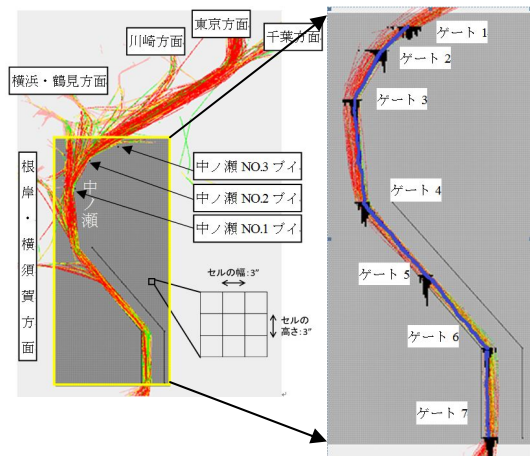 東京方面
川崎方面
千葉方面
横浜・鶴見方面
中ノ瀬
中ノ瀬 NO.3 ブイ
中ノ瀬 NO.2 ブイ
中ノ瀬 NO.1 ブイ
根岸・横須賀方面
セルの幅:3″
セルの
高さ:3″
ゲート 1
ゲート 2
ゲート 3
ゲート 4
ゲート 5
ゲート 6
ゲート 7